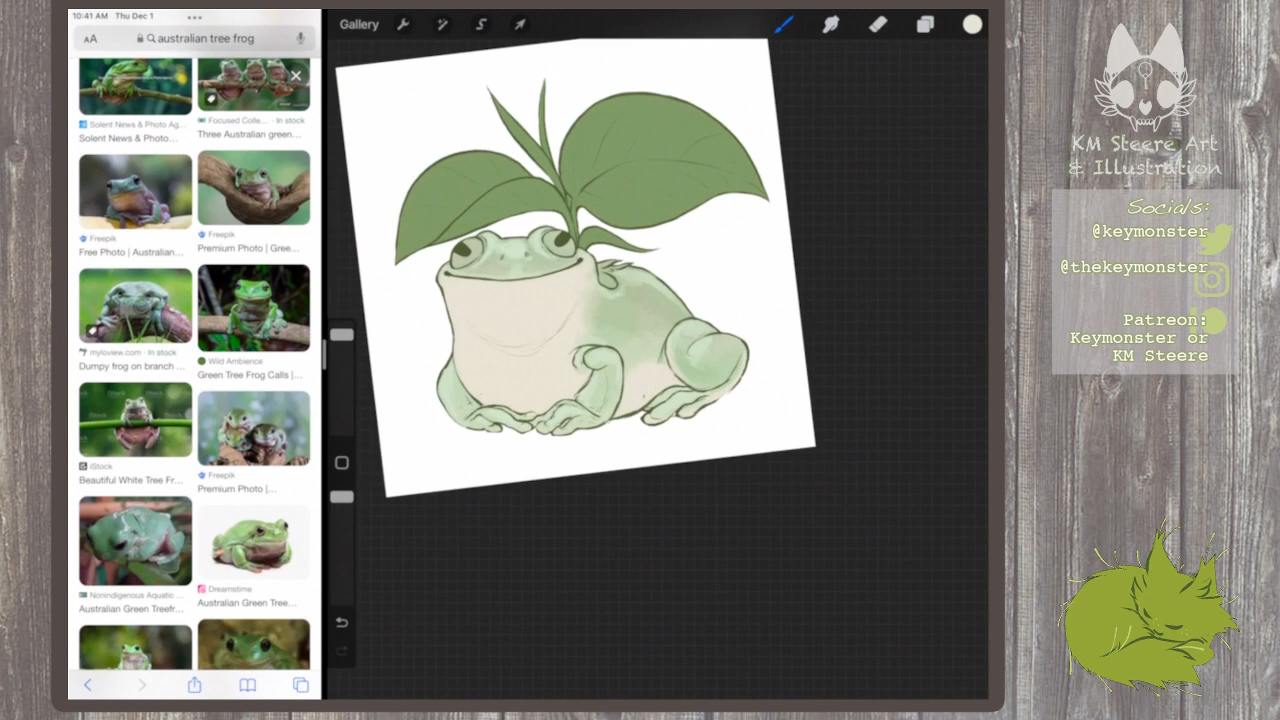 10:41 AM Thu Dec 1
AA
australian tree frog
Solent News & Photo Ag...
Solent News & Photo...
Focused Colle... · In stock
Three Australian green...
Freepik
Free Photo | Australian...
Freepik
Premium Photo | Gree...
myloview.com · In stock
Dumpy frog on branch ...
Wild Ambience
Green Tree Frog Calls |...
iStock
Beautiful White Tree Fr...
Freepik
Premium Photo |...
Nonindigenous Aquatic ...
Australian Green Treefr...
Dreamstime
Australian Green Tree...
Gallery
KM Steere Art
& Illustration
Socials:
@keymonster
@thekeymonster
Patreon:
Keymonster or
KM Steere